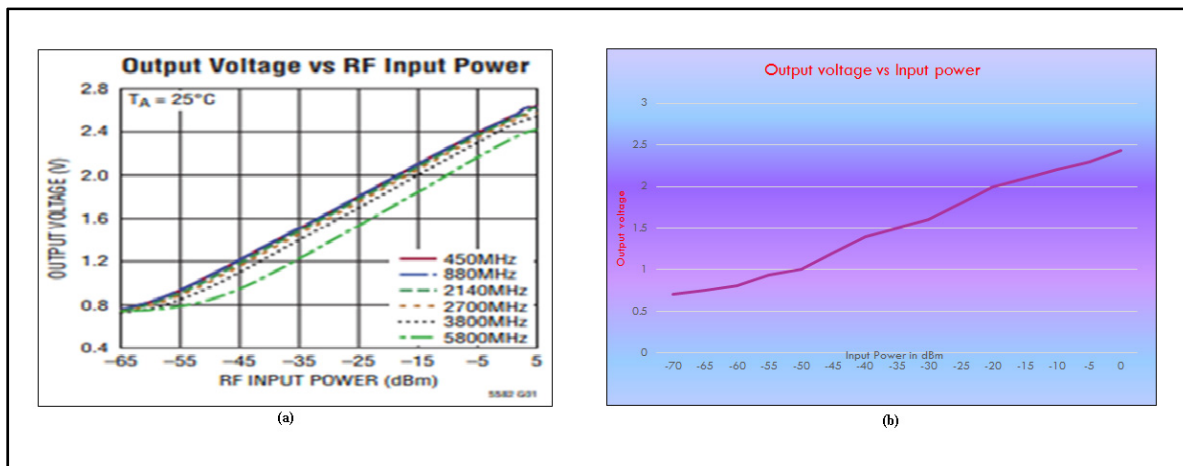 Output Voltage vs RF Input Power
TA = 25°C
OUTPUT VOLTAGE (V)
2.8
2.4
2.0
1.6
1.2
0.8
0.4
450MHz
880MHz
2140MHz
2700MHz
3800MHz
5800MHz
–65 –55 –45 –35 –25 –15 –5 5
RF INPUT POWER (dBm)
5582 G01
(a)
Output voltage vs Input power
Output voltage
3
2.5
2
1.5
1
0.5
0
Input Power in dBm
-70 -65 -60 -55 -50 -45 -40 -35 -30 -25 -20 -15 -10 -5 0
(b)